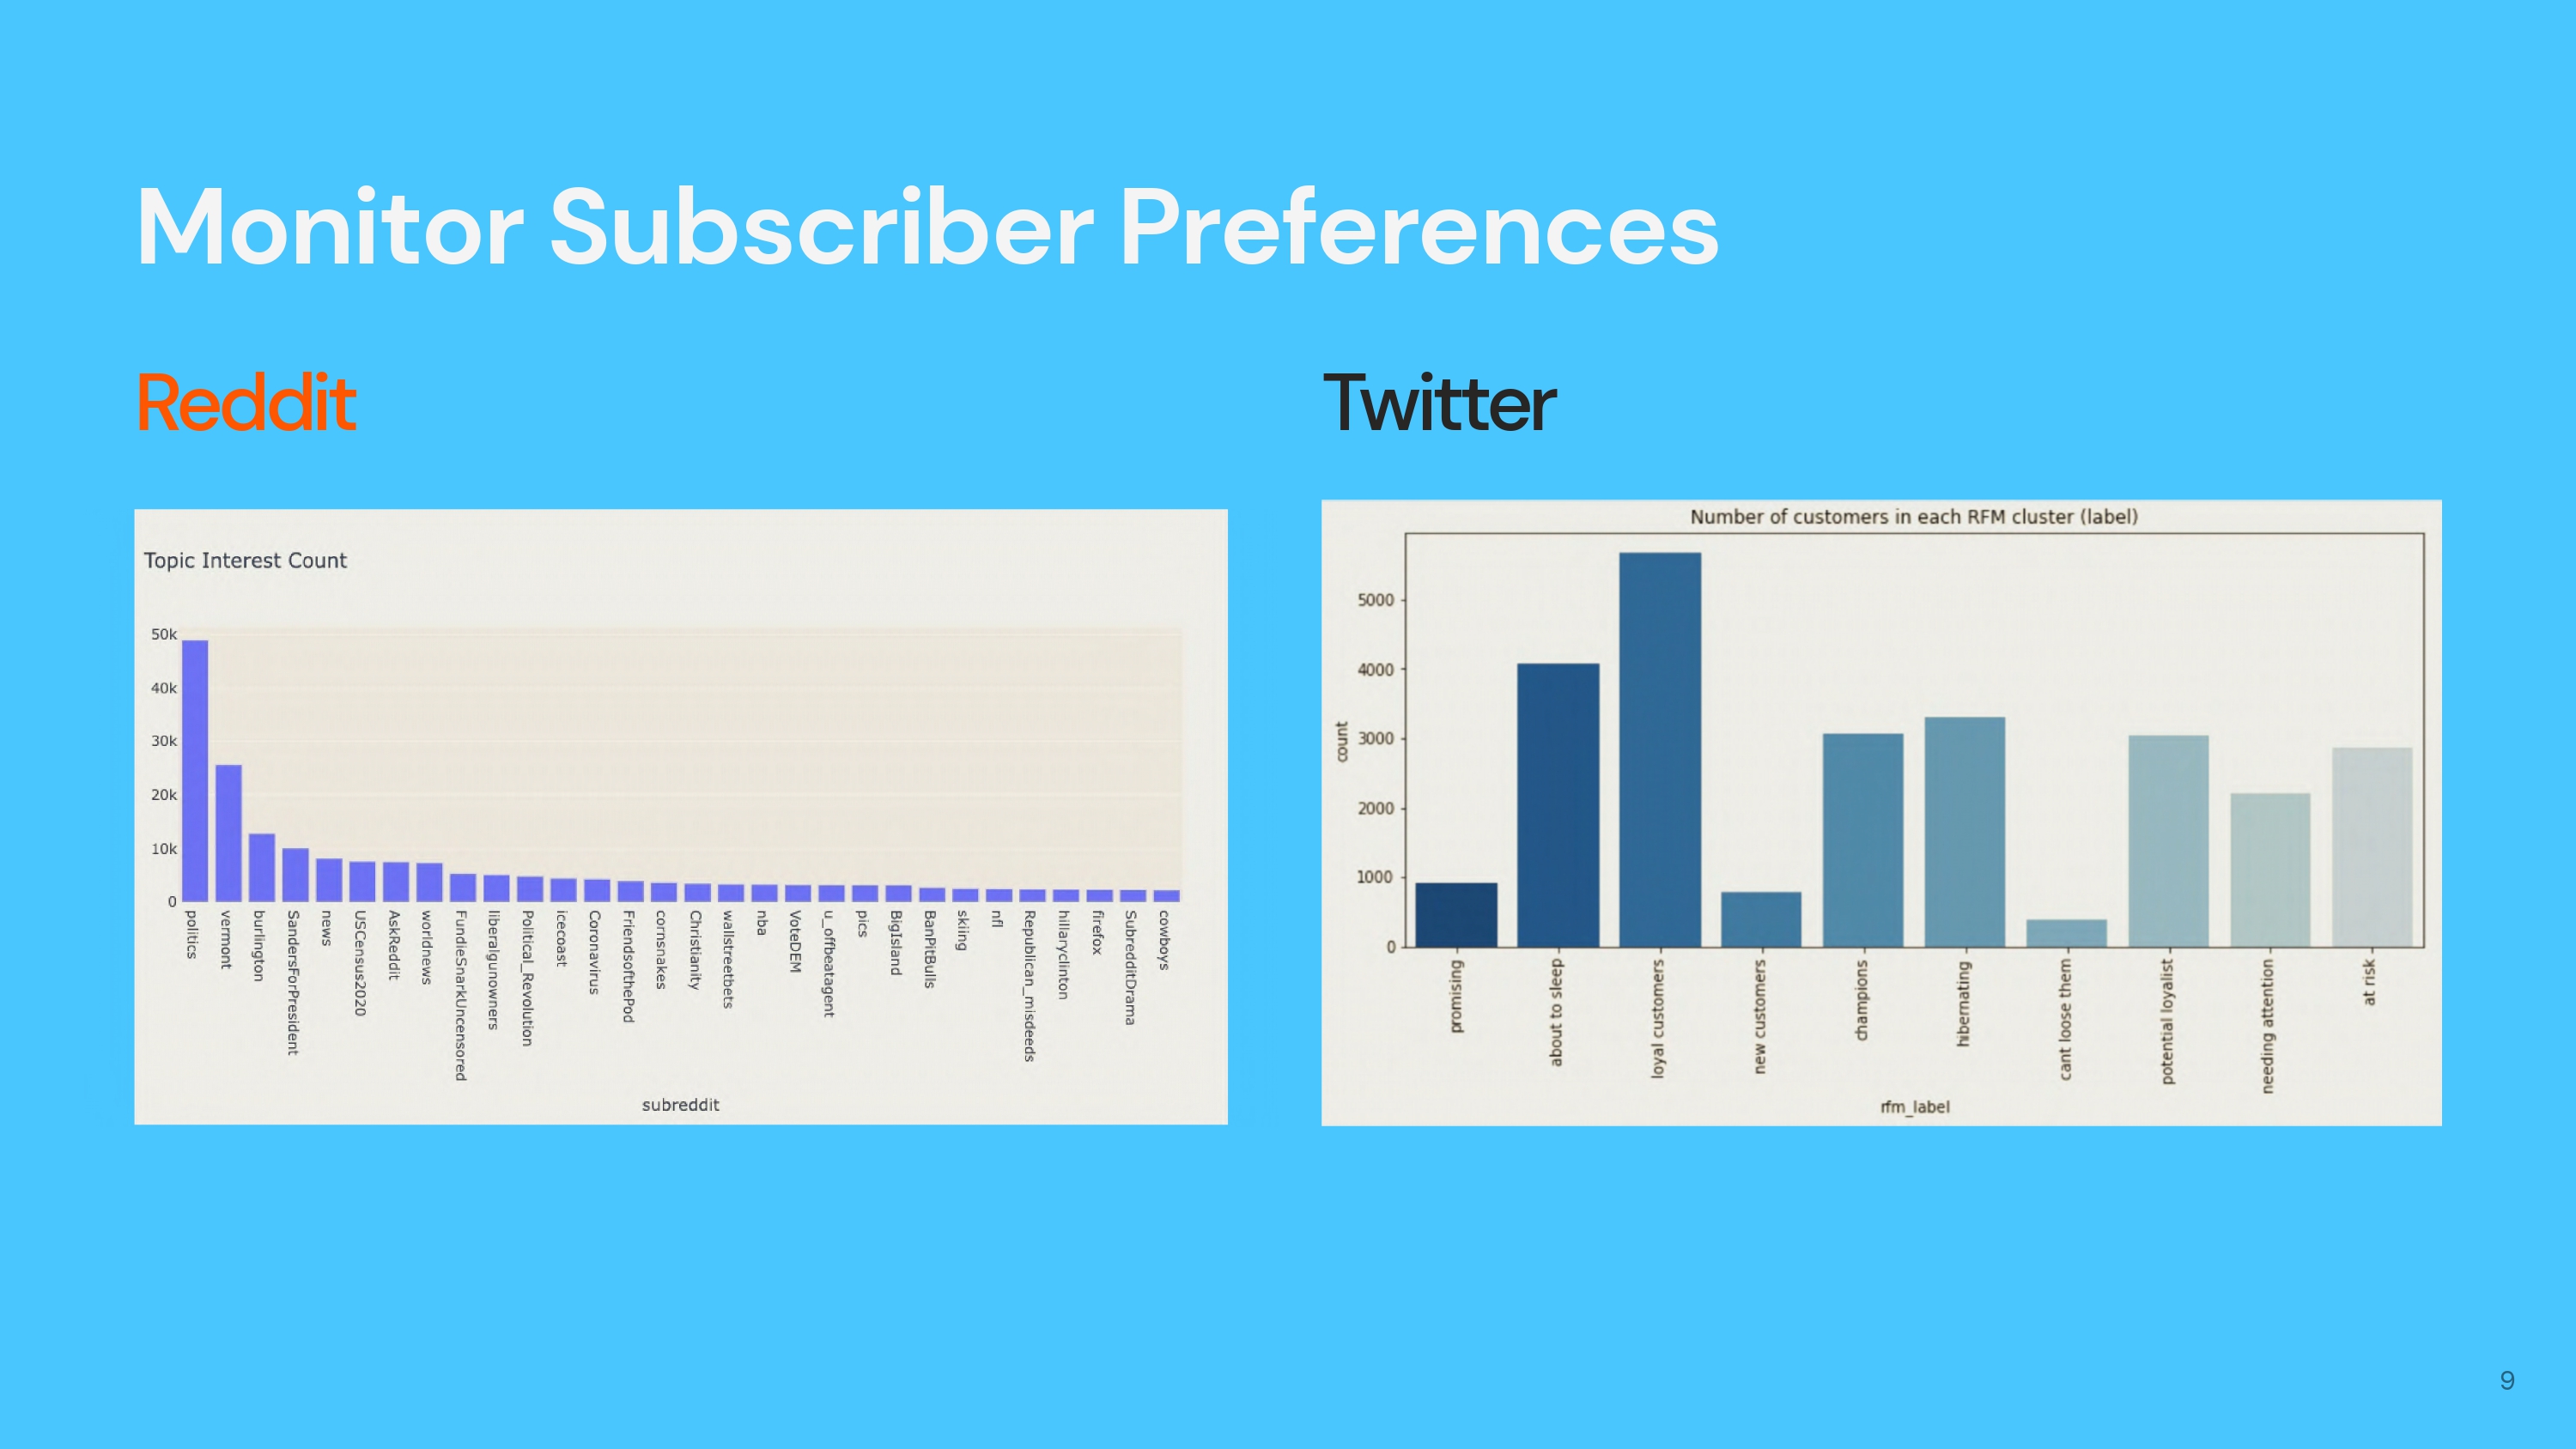 Monitor Subscriber Preferences
Reddit
Topic Interest Count
50k
40k
30k
20k
10k
0
politics
vermont
burlington
SandersForPresident
news
USCensus2020
AskReddit
worldnews
FundieSnarkUncensored
liberalgunowners
Political_Revolution
icecoast
Coronavirus
FriendsofthePod
cornsnakes
Christianity
wallstreetbets
nba
VoteDEM
u_offbeatagent
pics
BigIsland
BanPitBulls
skiing
nfl
Republican_misdeeds
hillaryclinton
firefox
SubredditDrama
cowboys
subreddit
Twitter
Number of customers in each RFM cluster (label)
count
5000
4000
3000
2000
1000
0
promising
about to sleep
loyal customers
new customers
champions
hibernating
cant loose them
potential loyalist
needing attention
at risk
rfm_label
9